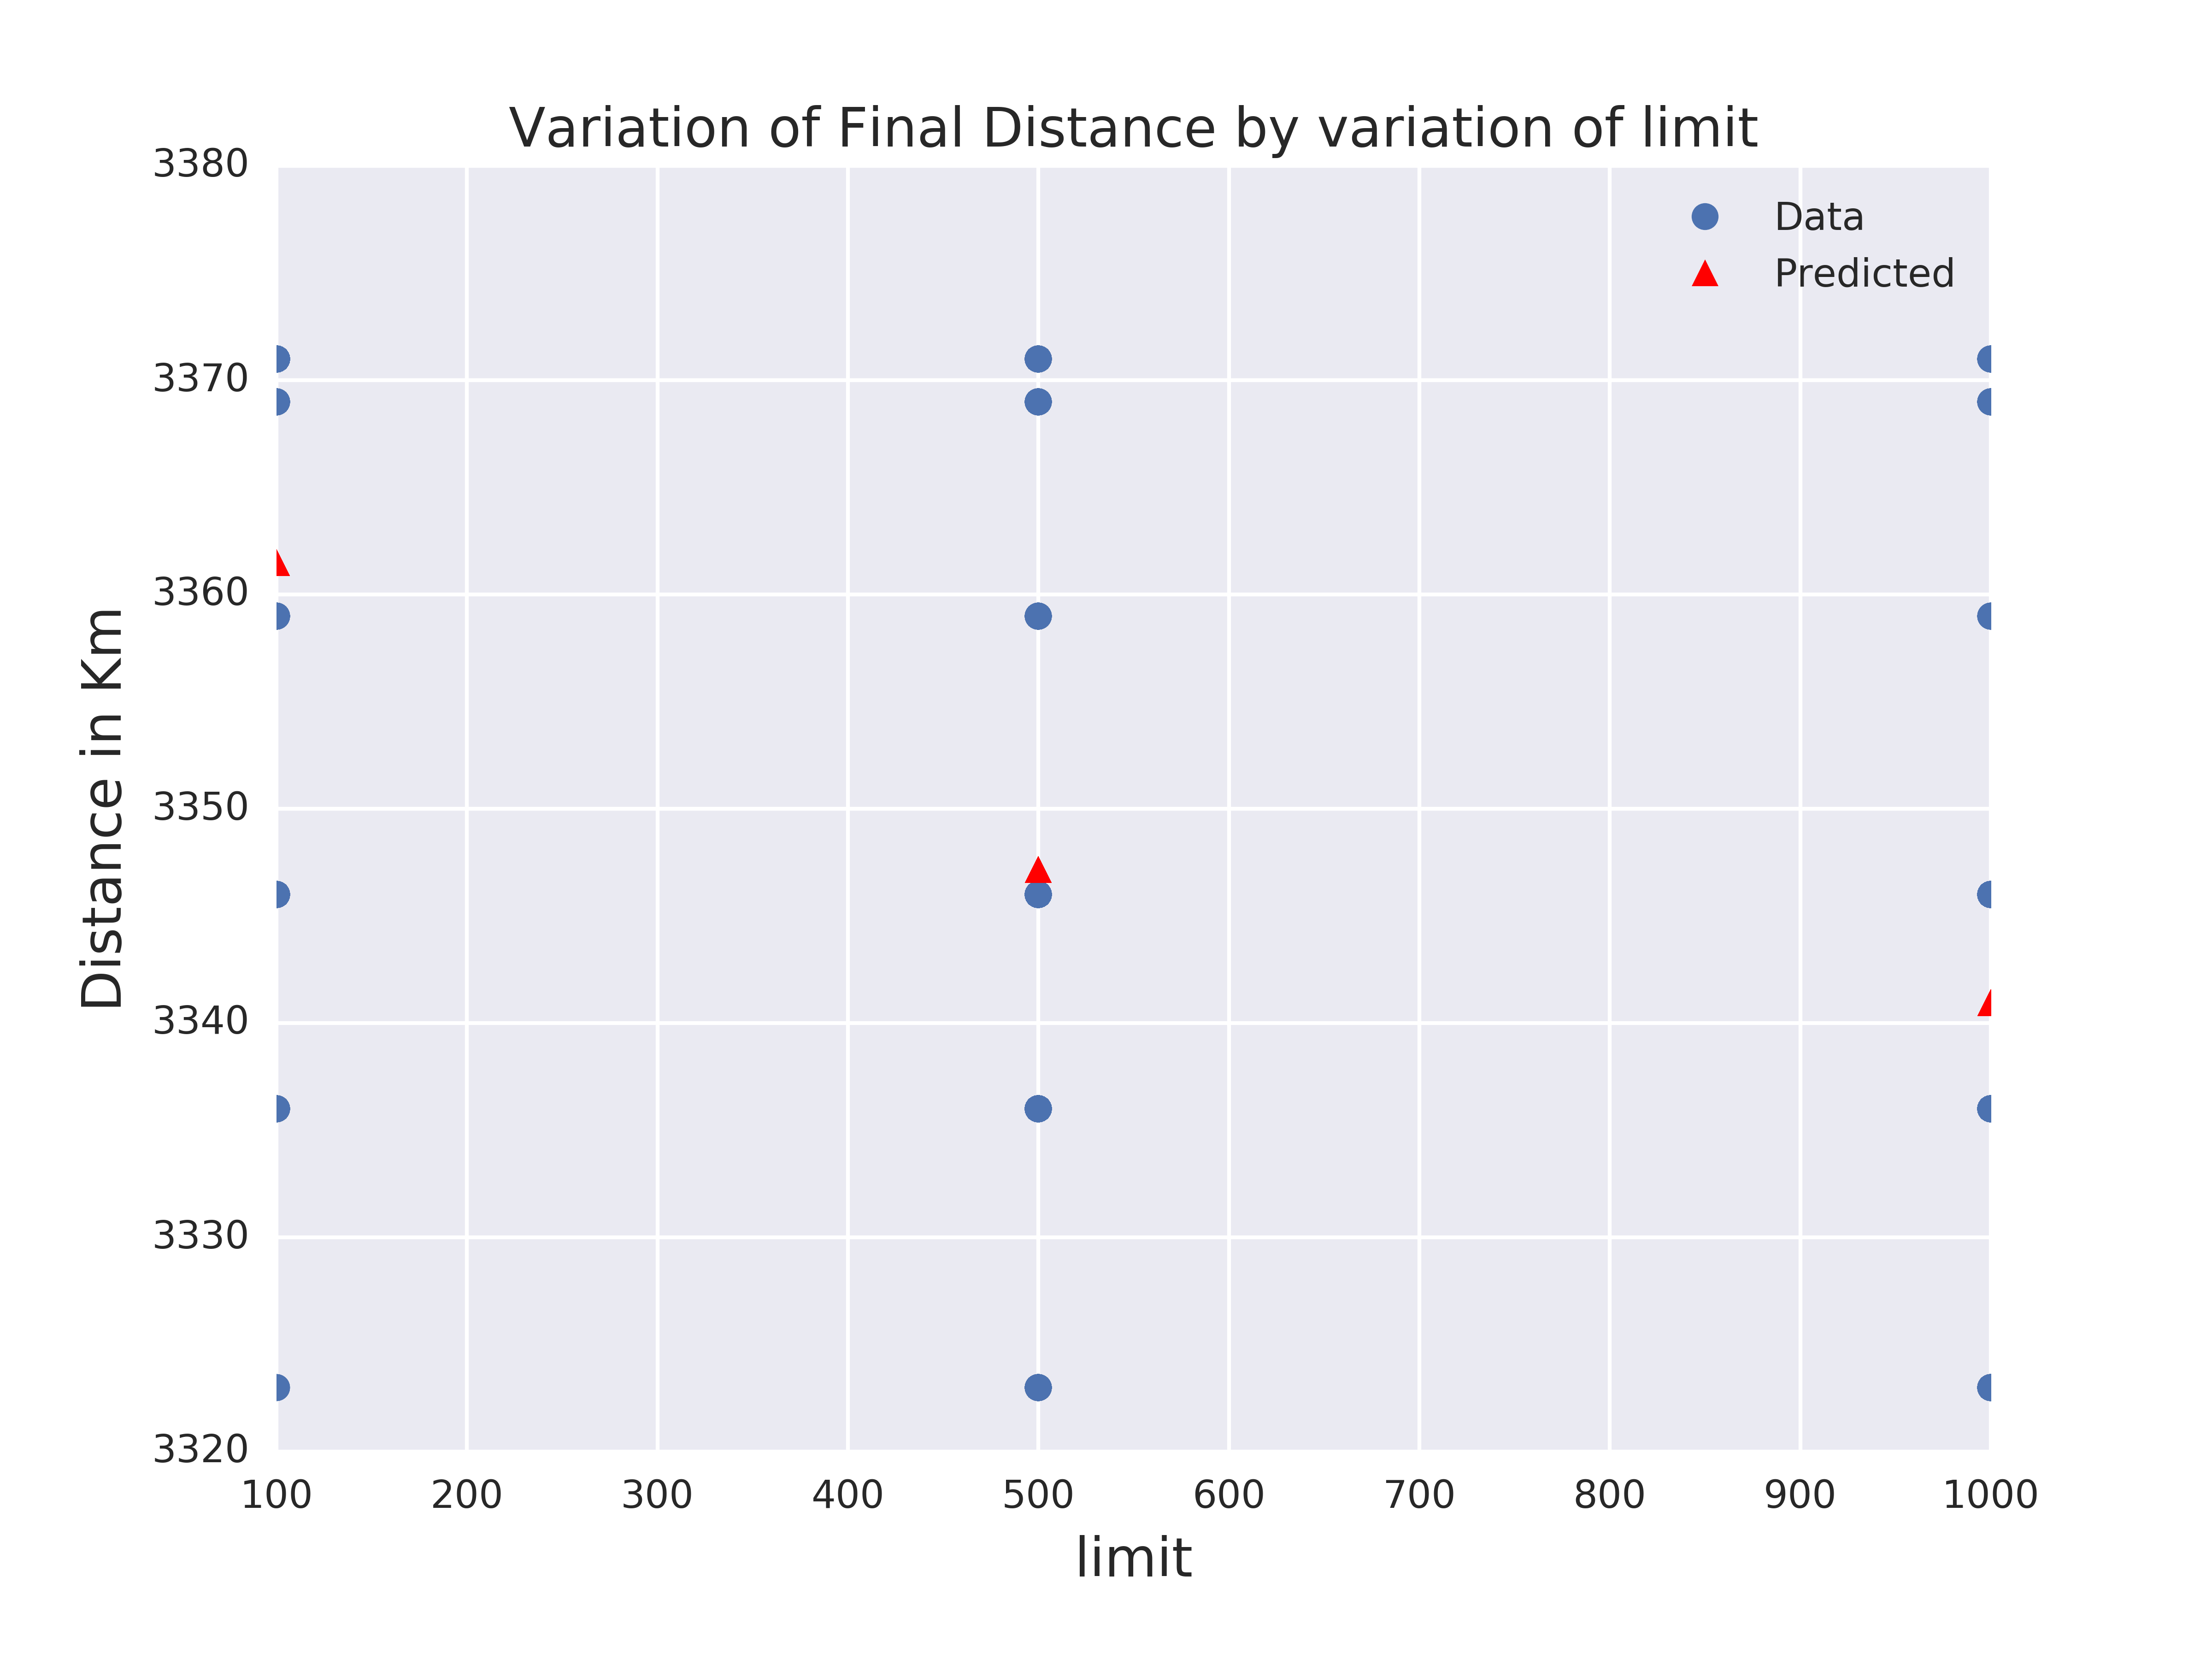 Variation of Final Distance by variation of limit
Data
Predicted
Distance in Km
3380
3370
3360
3350
3340
3330
3320
100 200 300 400 500 600 700 800 900 1000
limit